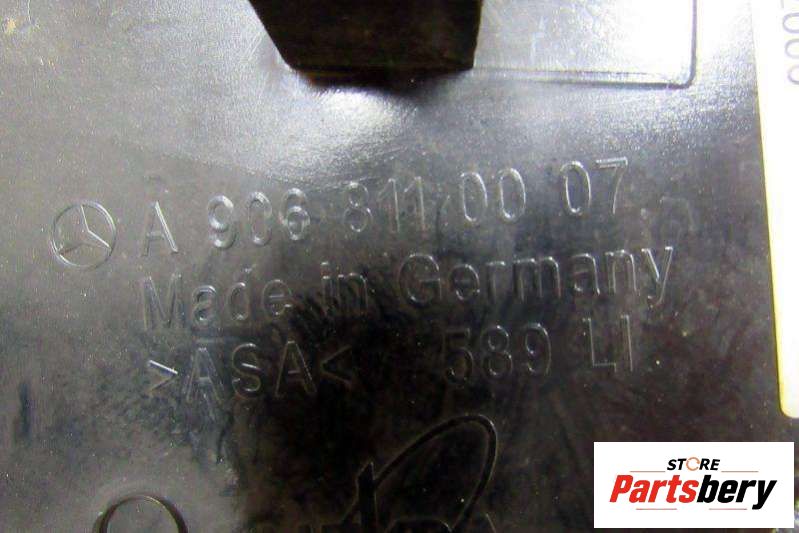 A 906 811 00 07
Made in Germany
>ASA< 589 LI
STORE
Partsbery